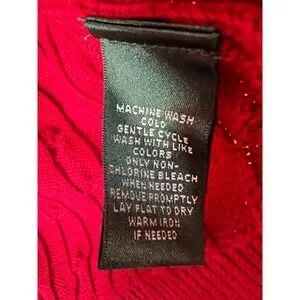 MACHINE WASH
COLD
GENTLE CYCLE
WASH WITH LIKE
COLORS
ONLY NON-
CHLORINE BLEACH
WHEN NEEDED
REMOVE PROMPTLY
LAY FLAT TO DRY
WARM IRON
IF NEEDED